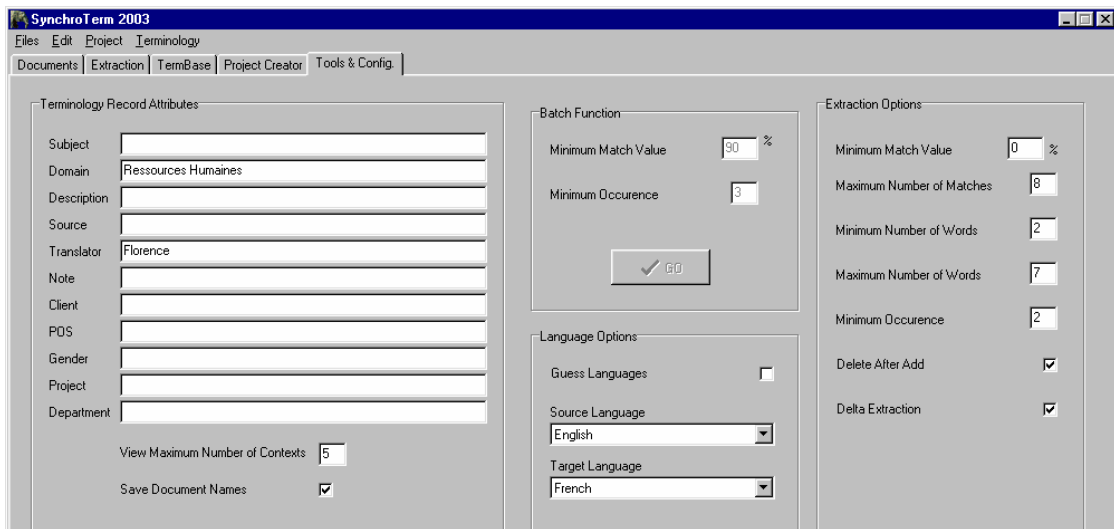 SynchroTerm 2003
Files Edit Project Terminology
Documents Extraction TermBase Project Creator Tools & Config.
Terminology Record Attributes
Subject
Domain Ressources Humaines
Description
Source
Translator Florence
Note
Client
POS
Gender
Project
Department
View Maximum Number of Contexts 5
Save Document Names
Batch Function
Minimum Match Value 90 %
Minimum Occurence 3
GO
Language Options
Guess Languages
Source Language
English
Target Language
French
Extraction Options
Minimum Match Value 0 %
Maximum Number of Matches 8
Minimum Number of Words 2
Maximum Number of Words 7
Minimum Occurence 2
Delete After Add
Delta Extraction